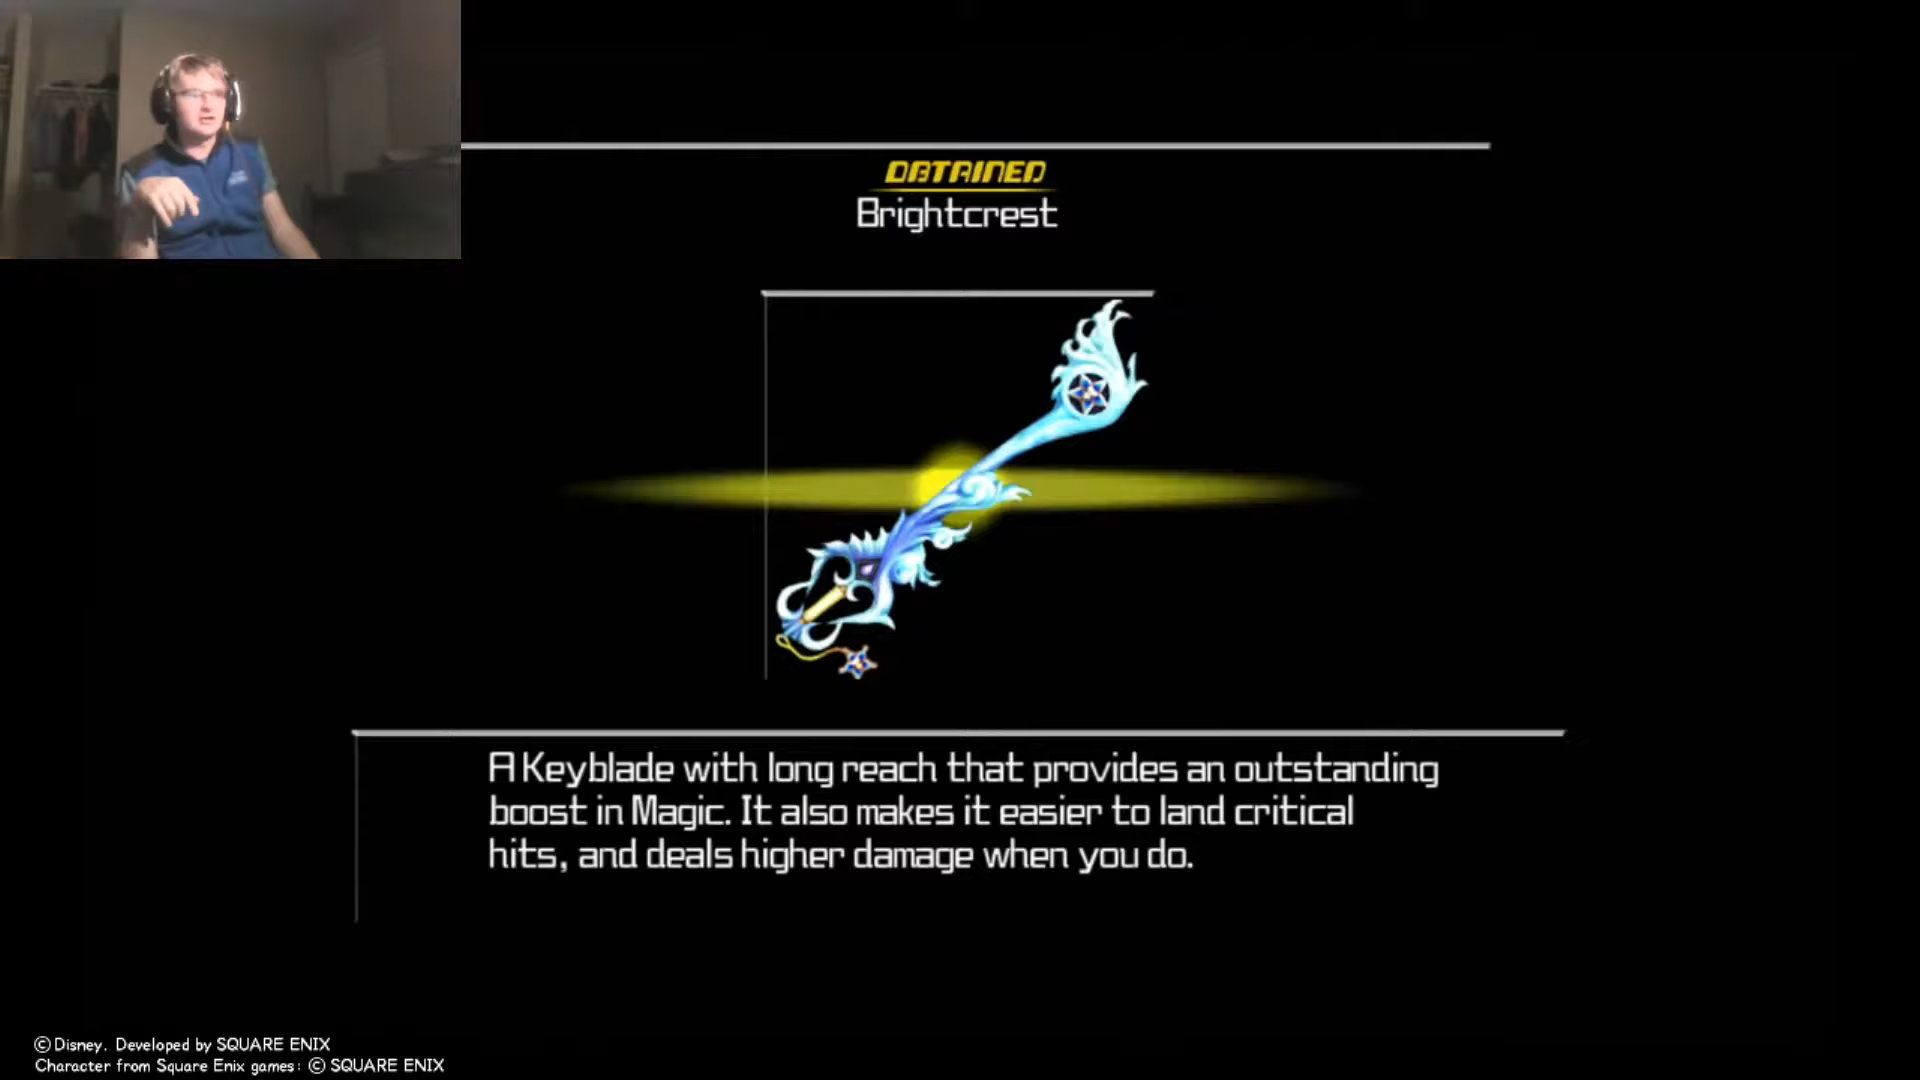 OBTAINED
Brightcrest
A Keyblade with long reach that provides an outstanding
boost in Magic. It also makes it easier to land critical
hits, and deals higher damage when you do.
©Disney. Developed by SQUARE ENIX
Character from Square Enix games: © SQUARE ENIX